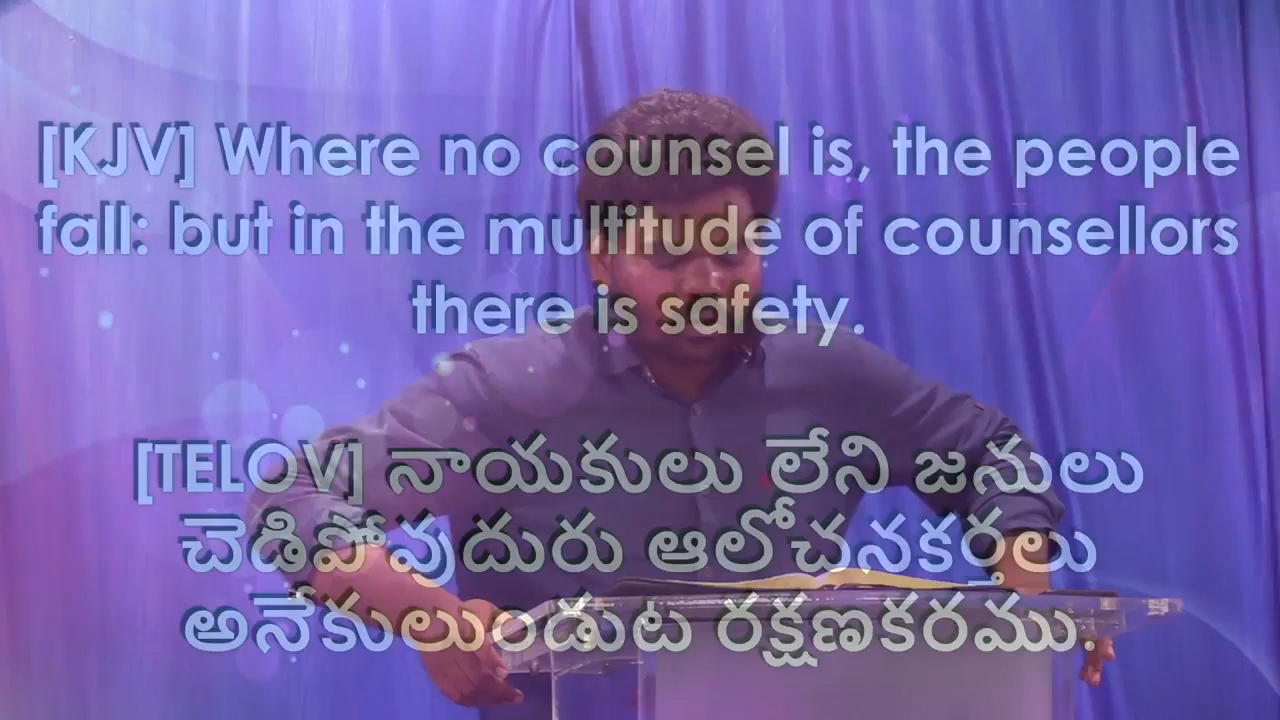 [KJV] Where no counsel is, the people
fall: but in the multitude of counsellors
there is safety.
[TELOV] నాయకులు లేని జనులు
చెడిపోవుదురు ఆలోచనకర్తలు
అనేకులుండుట రక్షణకరము.